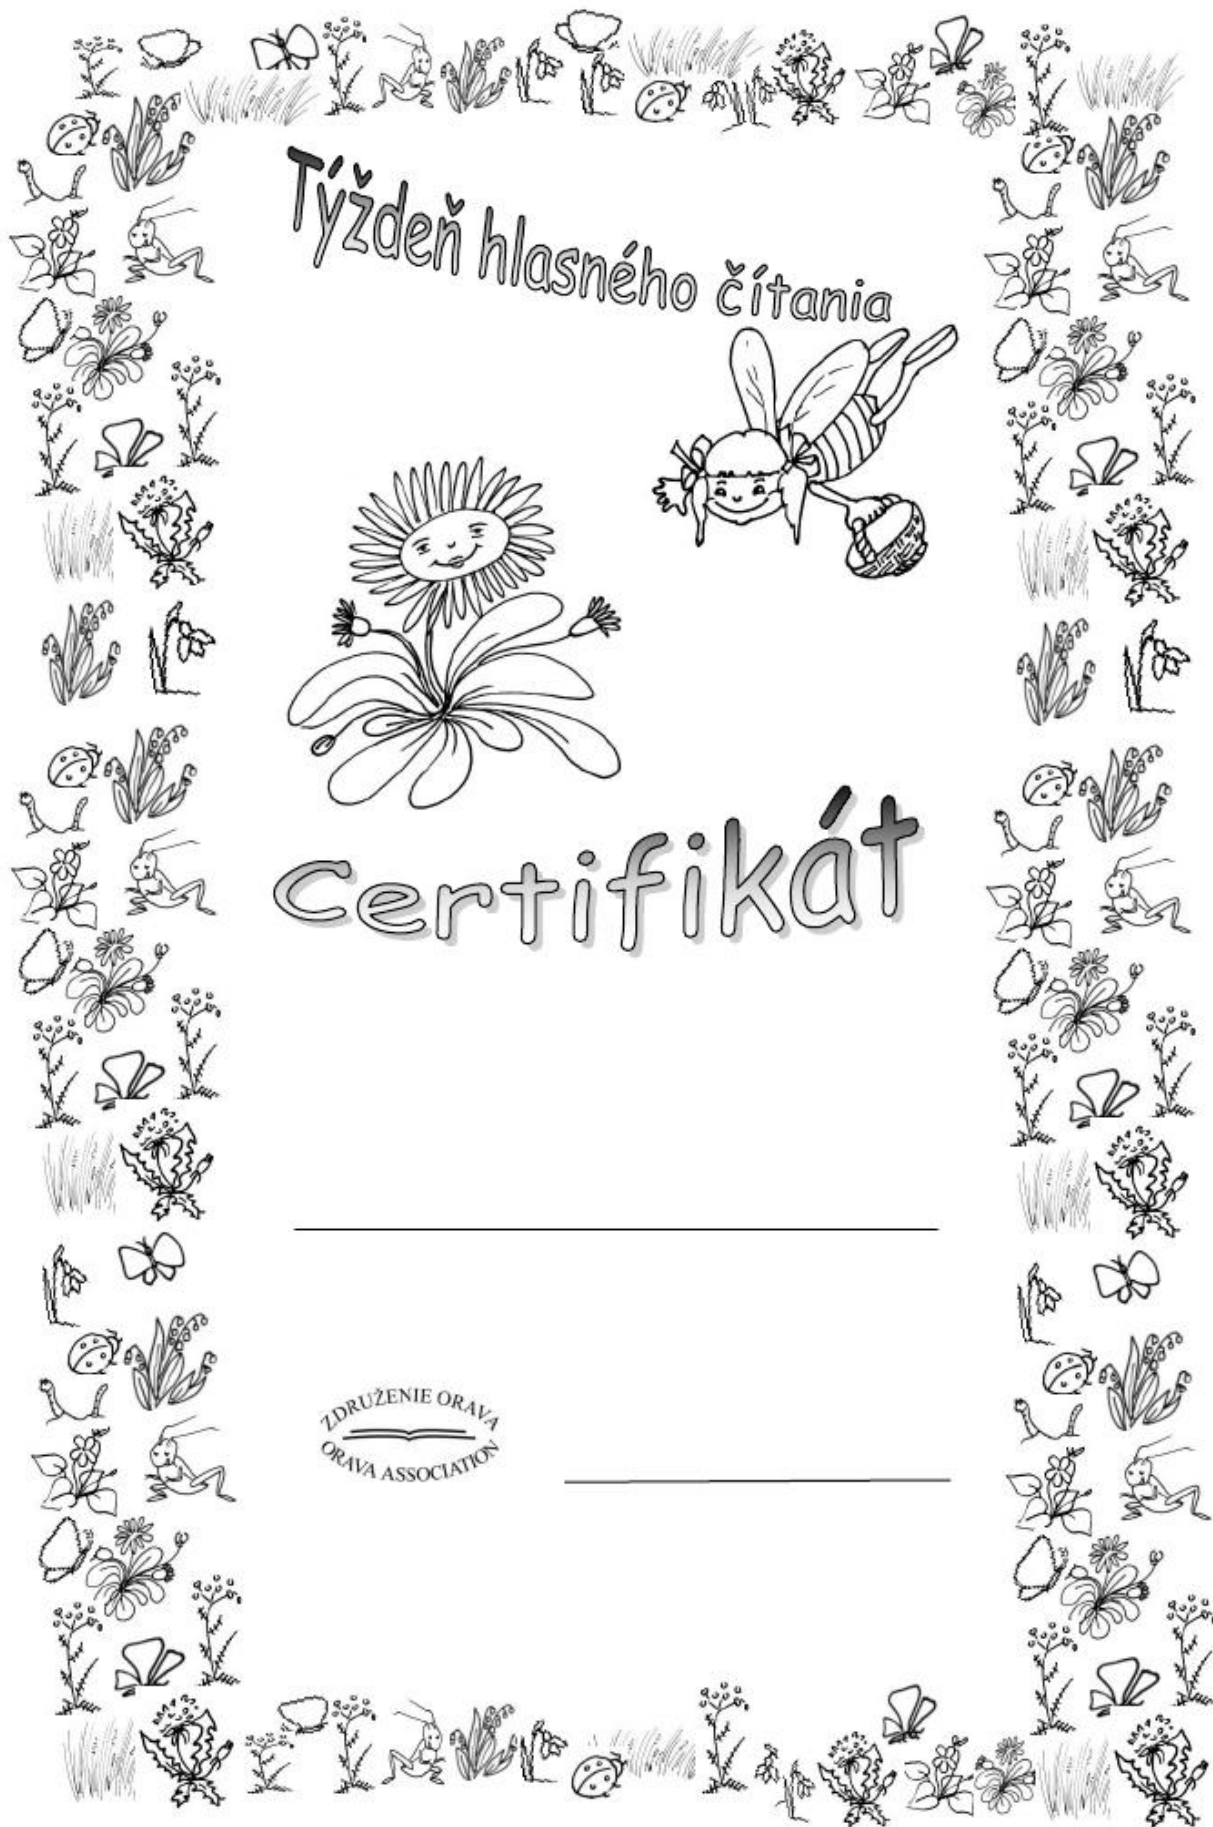 Týždeň hlasného čítania
Certifikát
ZDRUŽENIE ORAVA
ORAVA ASSOCIATION